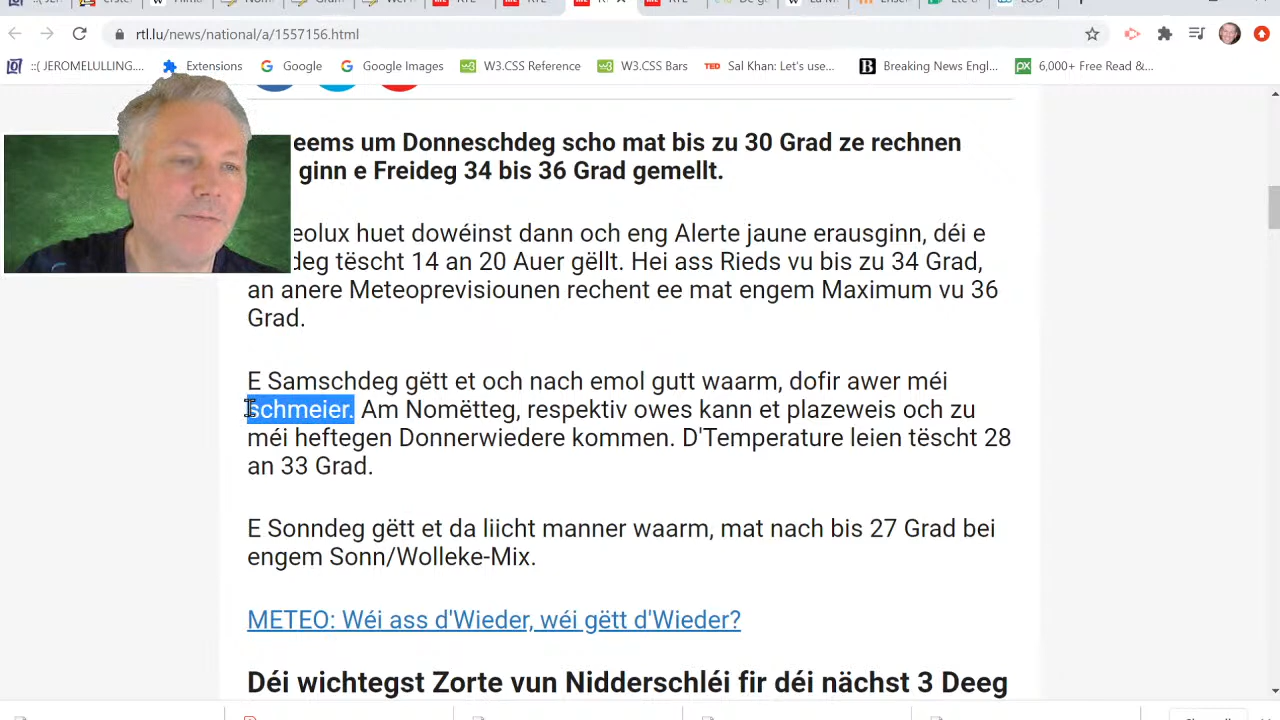 rtl.lu/news/national/a/1557156.html
::( JEROMELULLING....
Extensions
Google
Google Images
W3.CSS Reference
W3.CSS Bars
TED
Sal Khan: Let's use...
B
Breaking News Engl...
px
6,000+ Free Read &...
eems um Donneschdeg scho mat bis zu 30 Grad ze rechnen
ginn e Freideg 34 bis 36 Grad gemellt.
eolux huet dowéinst dann och eng Alerte jaune erausginn, déi e
deg tëscht 14 an 20 Auer gëllt. Hei ass Rieds vu bis zu 34 Grad,
an anere Meteoprevisiounen rechent ee mat engem Maximum vu 36
Grad.
E Samschdeg gëtt et och nach emol gutt waarm, dofir awer méi
schmeier. Am Nomëtteg, respektiv owes kann et plazeweis och zu
méi heftegen Donnerwiedere kommen. D'Temperature leien tëscht 28
an 33 Grad.
E Sonndeg gëtt et da liicht manner waarm, mat nach bis 27 Grad bei
engem Sonn/Wolleke-Mix.
METEO: Wéi ass d'Wieder, wéi gëtt d'Wieder?
Déi wichtegst Zorte vun Nidderschléi fir déi nächst 3 Deeg